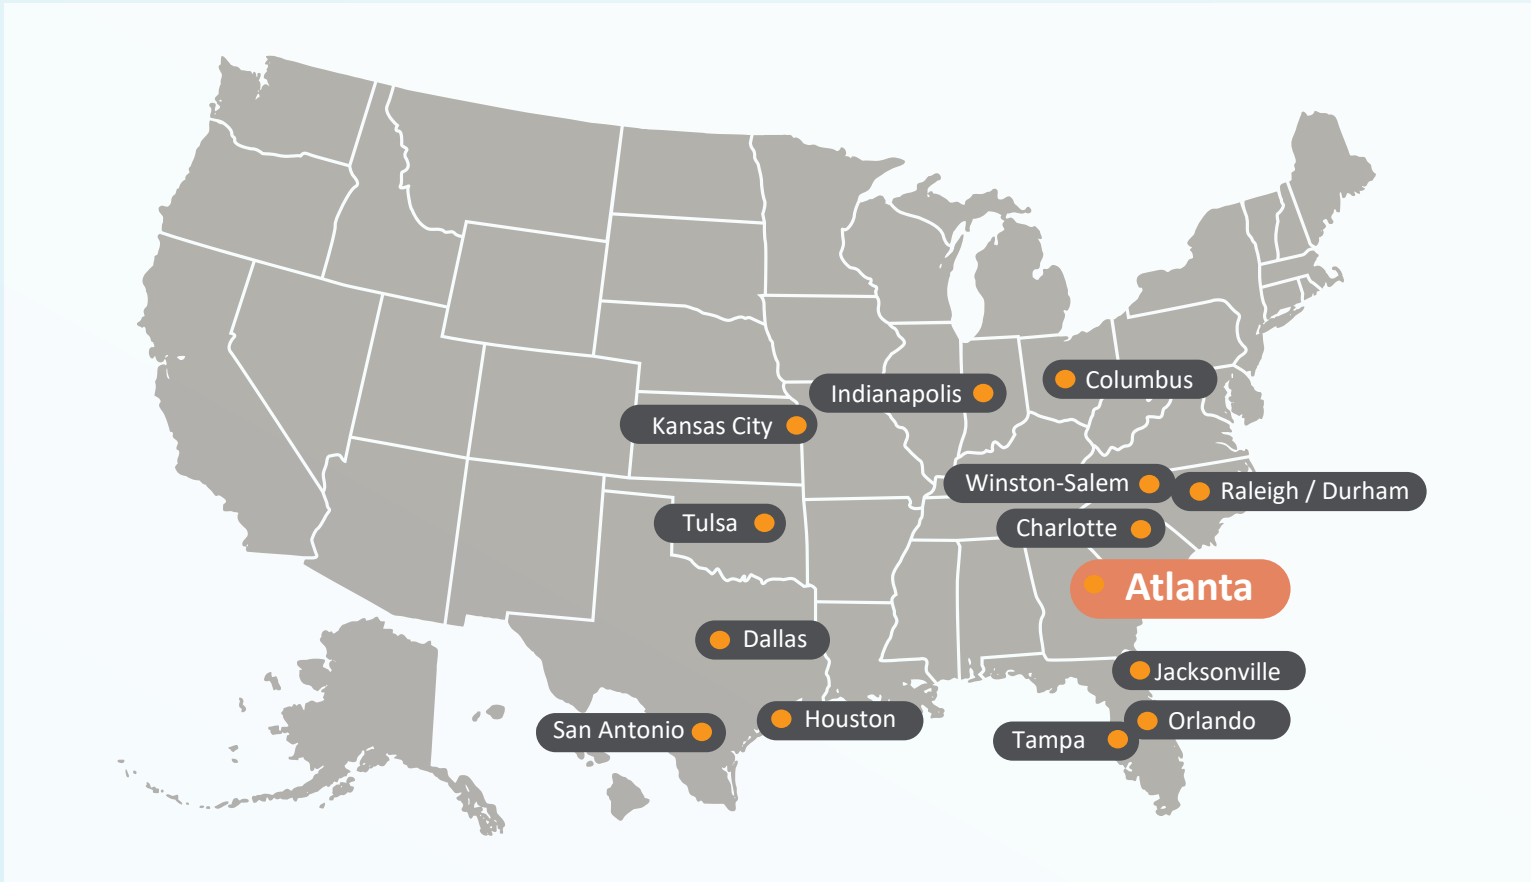 Columbus
Indianapolis
Kansas City
Winston-Salem
Raleigh / Durham
Tulsa
Charlotte
Atlanta
Dallas
Jacksonville
Houston
Orlando
San Antonio
Tampa